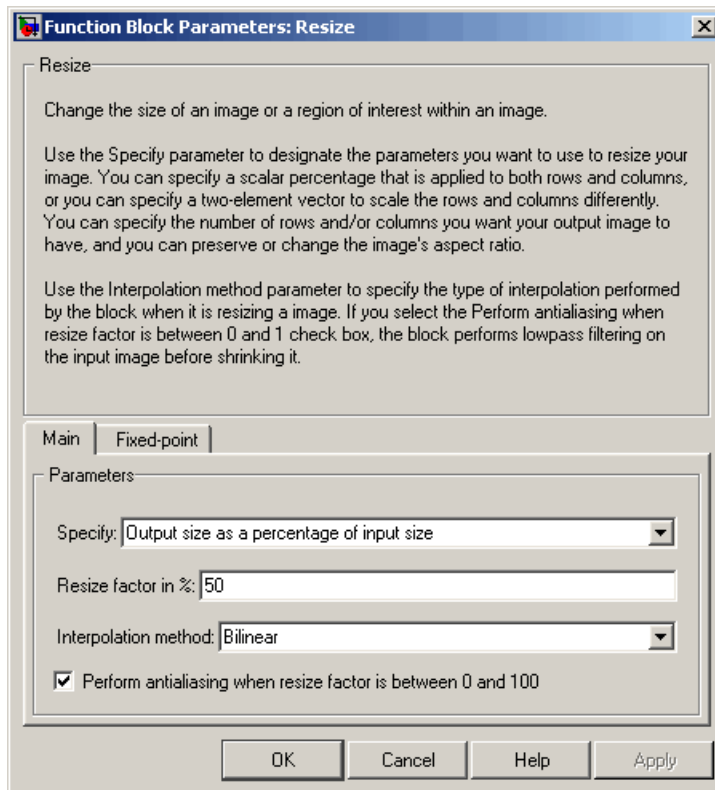 Function Block Parameters: Resize
Resize
Change the size of an image or a region of interest within an image.
Use the Specify parameter to designate the parameters you want to use to resize your
image. You can specify a scalar percentage that is applied to both rows and columns,
or you can specify a two-element vector to scale the rows and columns differently.
You can specify the number of rows and/or columns you want your output image to
have, and you can preserve or change the image's aspect ratio.
Use the Interpolation method parameter to specify the type of interpolation performed
by the block when it is resizing a image. If you select the Perform antialiasing when
resize factor is between 0 and 1 check box, the block performs lowpass filtering on
the input image before shrinking it.
Main Fixed-point
Parameters
Specify: Output size as a percentage of input size
Resize factor in %: 50
Interpolation method: Bilinear
Perform antialiasing when resize factor is between 0 and 100
OK Cancel Help Apply